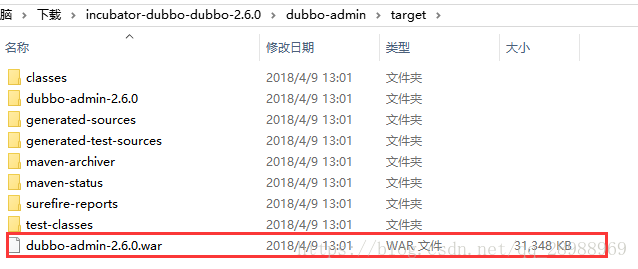 脑 › 下载 › incubator-dubbo-dubbo-2.6.0 › dubbo-admin › target ›
名称 修改日期 类型 大小
classes 2018/4/9 13:01 文件夹
dubbo-admin-2.6.0 2018/4/9 13:01 文件夹
generated-sources 2018/4/9 13:01 文件夹
generated-test-sources 2018/4/9 13:01 文件夹
maven-archiver 2018/4/9 13:01 文件夹
maven-status 2018/4/9 13:01 文件夹
surefire-reports 2018/4/9 13:01 文件夹
test-classes 2018/4/9 13:01 文件夹
dubbo-admin-2.6.0.war 2018/4/9 13:01 WAR 文件 31,348 KB